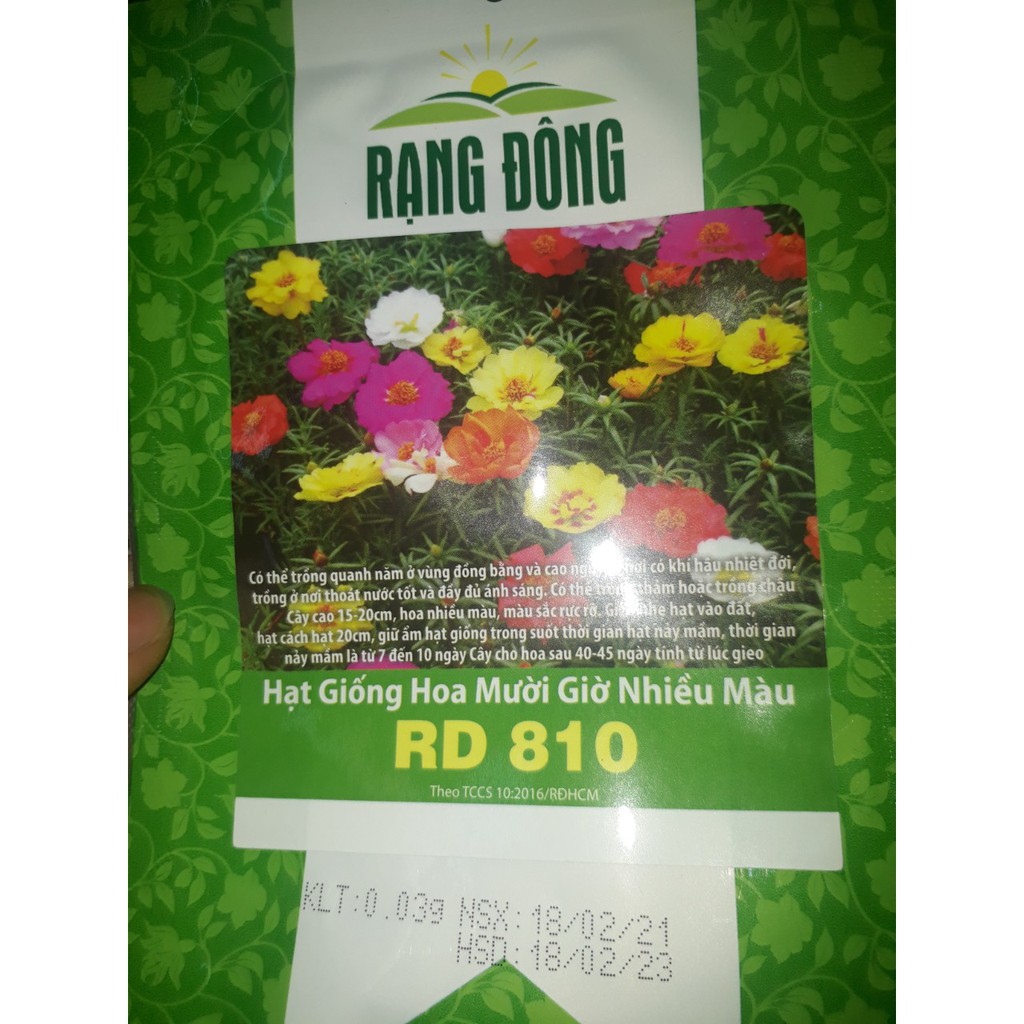 RẠNG ĐÔNG
Có thể trồng quanh năm ở vùng đồng bằng và cao có khí hậu nhiệt đới,
trồng ở nơi thoát nước tốt và đầy đủ ánh sáng. Có thể thảm hoặc trồng chậu
Cây cao 15-20cm, hoa nhiều màu, màu sắc rực rỡ. nhẹ hạt vào đất,
hạt cách hạt 20cm, giữ ẩm hạt giống trong suốt thời gian hạt nảy mầm, thời gian
nảy mầm là từ 7 đến 10 ngày Cây cho hoa sau 40-45 ngày tính từ lúc gieo
Hạt Giống Hoa Mười Giờ Nhiều Màu
RD 810
Theo TCCS 10:2016/RĐHCM
KLT:0.03g NSX:18/02/21
HSD:18/02/23